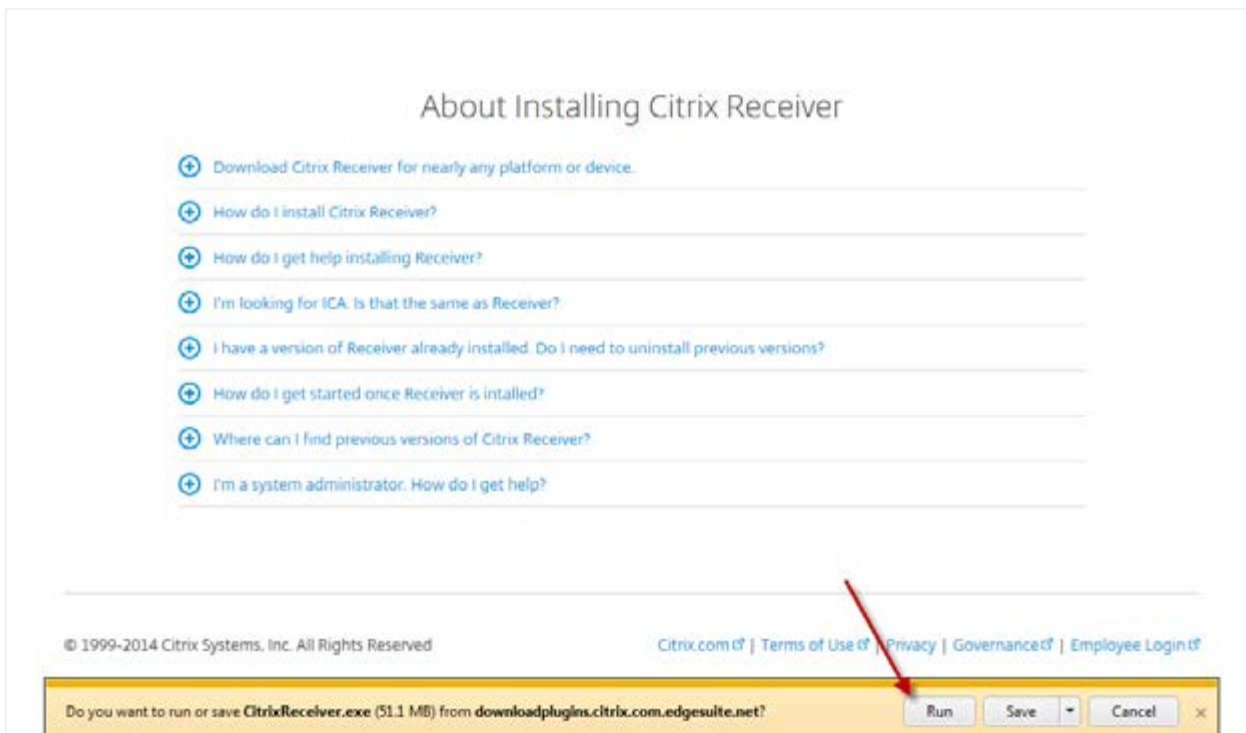 About Installing Citrix Receiver
Download Citrix Receiver for nearly any platform or device.
How do I install Citrix Receiver?
How do I get help installing Receiver?
I'm looking for ICA. Is that the same as Receiver?
I have a version of Receiver already installed. Do I need to uninstall previous versions?
How do I get started once Receiver is intalled?
Where can I find previous versions of Citrix Receiver?
I'm a system administrator. How do I get help?
© 1999-2014 Citrix Systems, Inc. All Rights Reserved
Citrix.com | Terms of Use | Privacy | Governance | Employee Login
Do you want to run or save CitrixReceiver.exe (51.1 MB) from downloadplugins.citrix.com.edgesuite.net?
Run Save Cancel